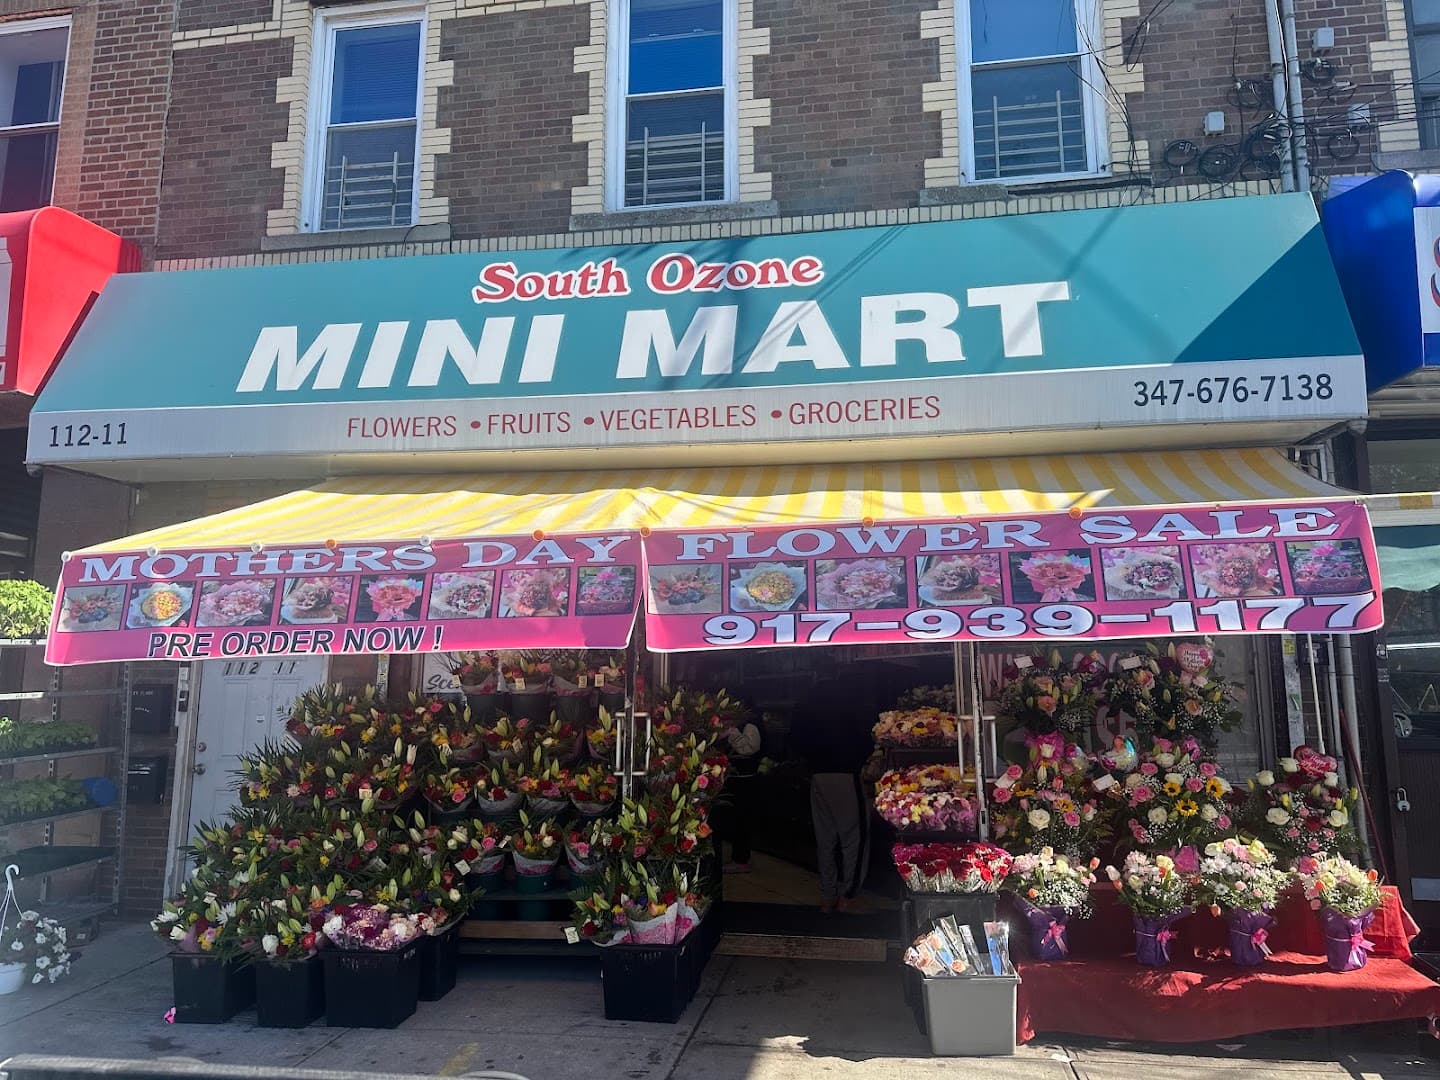 South Ozone
MINI MART
FLOWERS • FRUITS • VEGETABLES • GROCERIES
347-676-7138
112-11
MOTHERS DAY
FLOWER SALE
PRE ORDER NOW !
917-939-1177
112 11